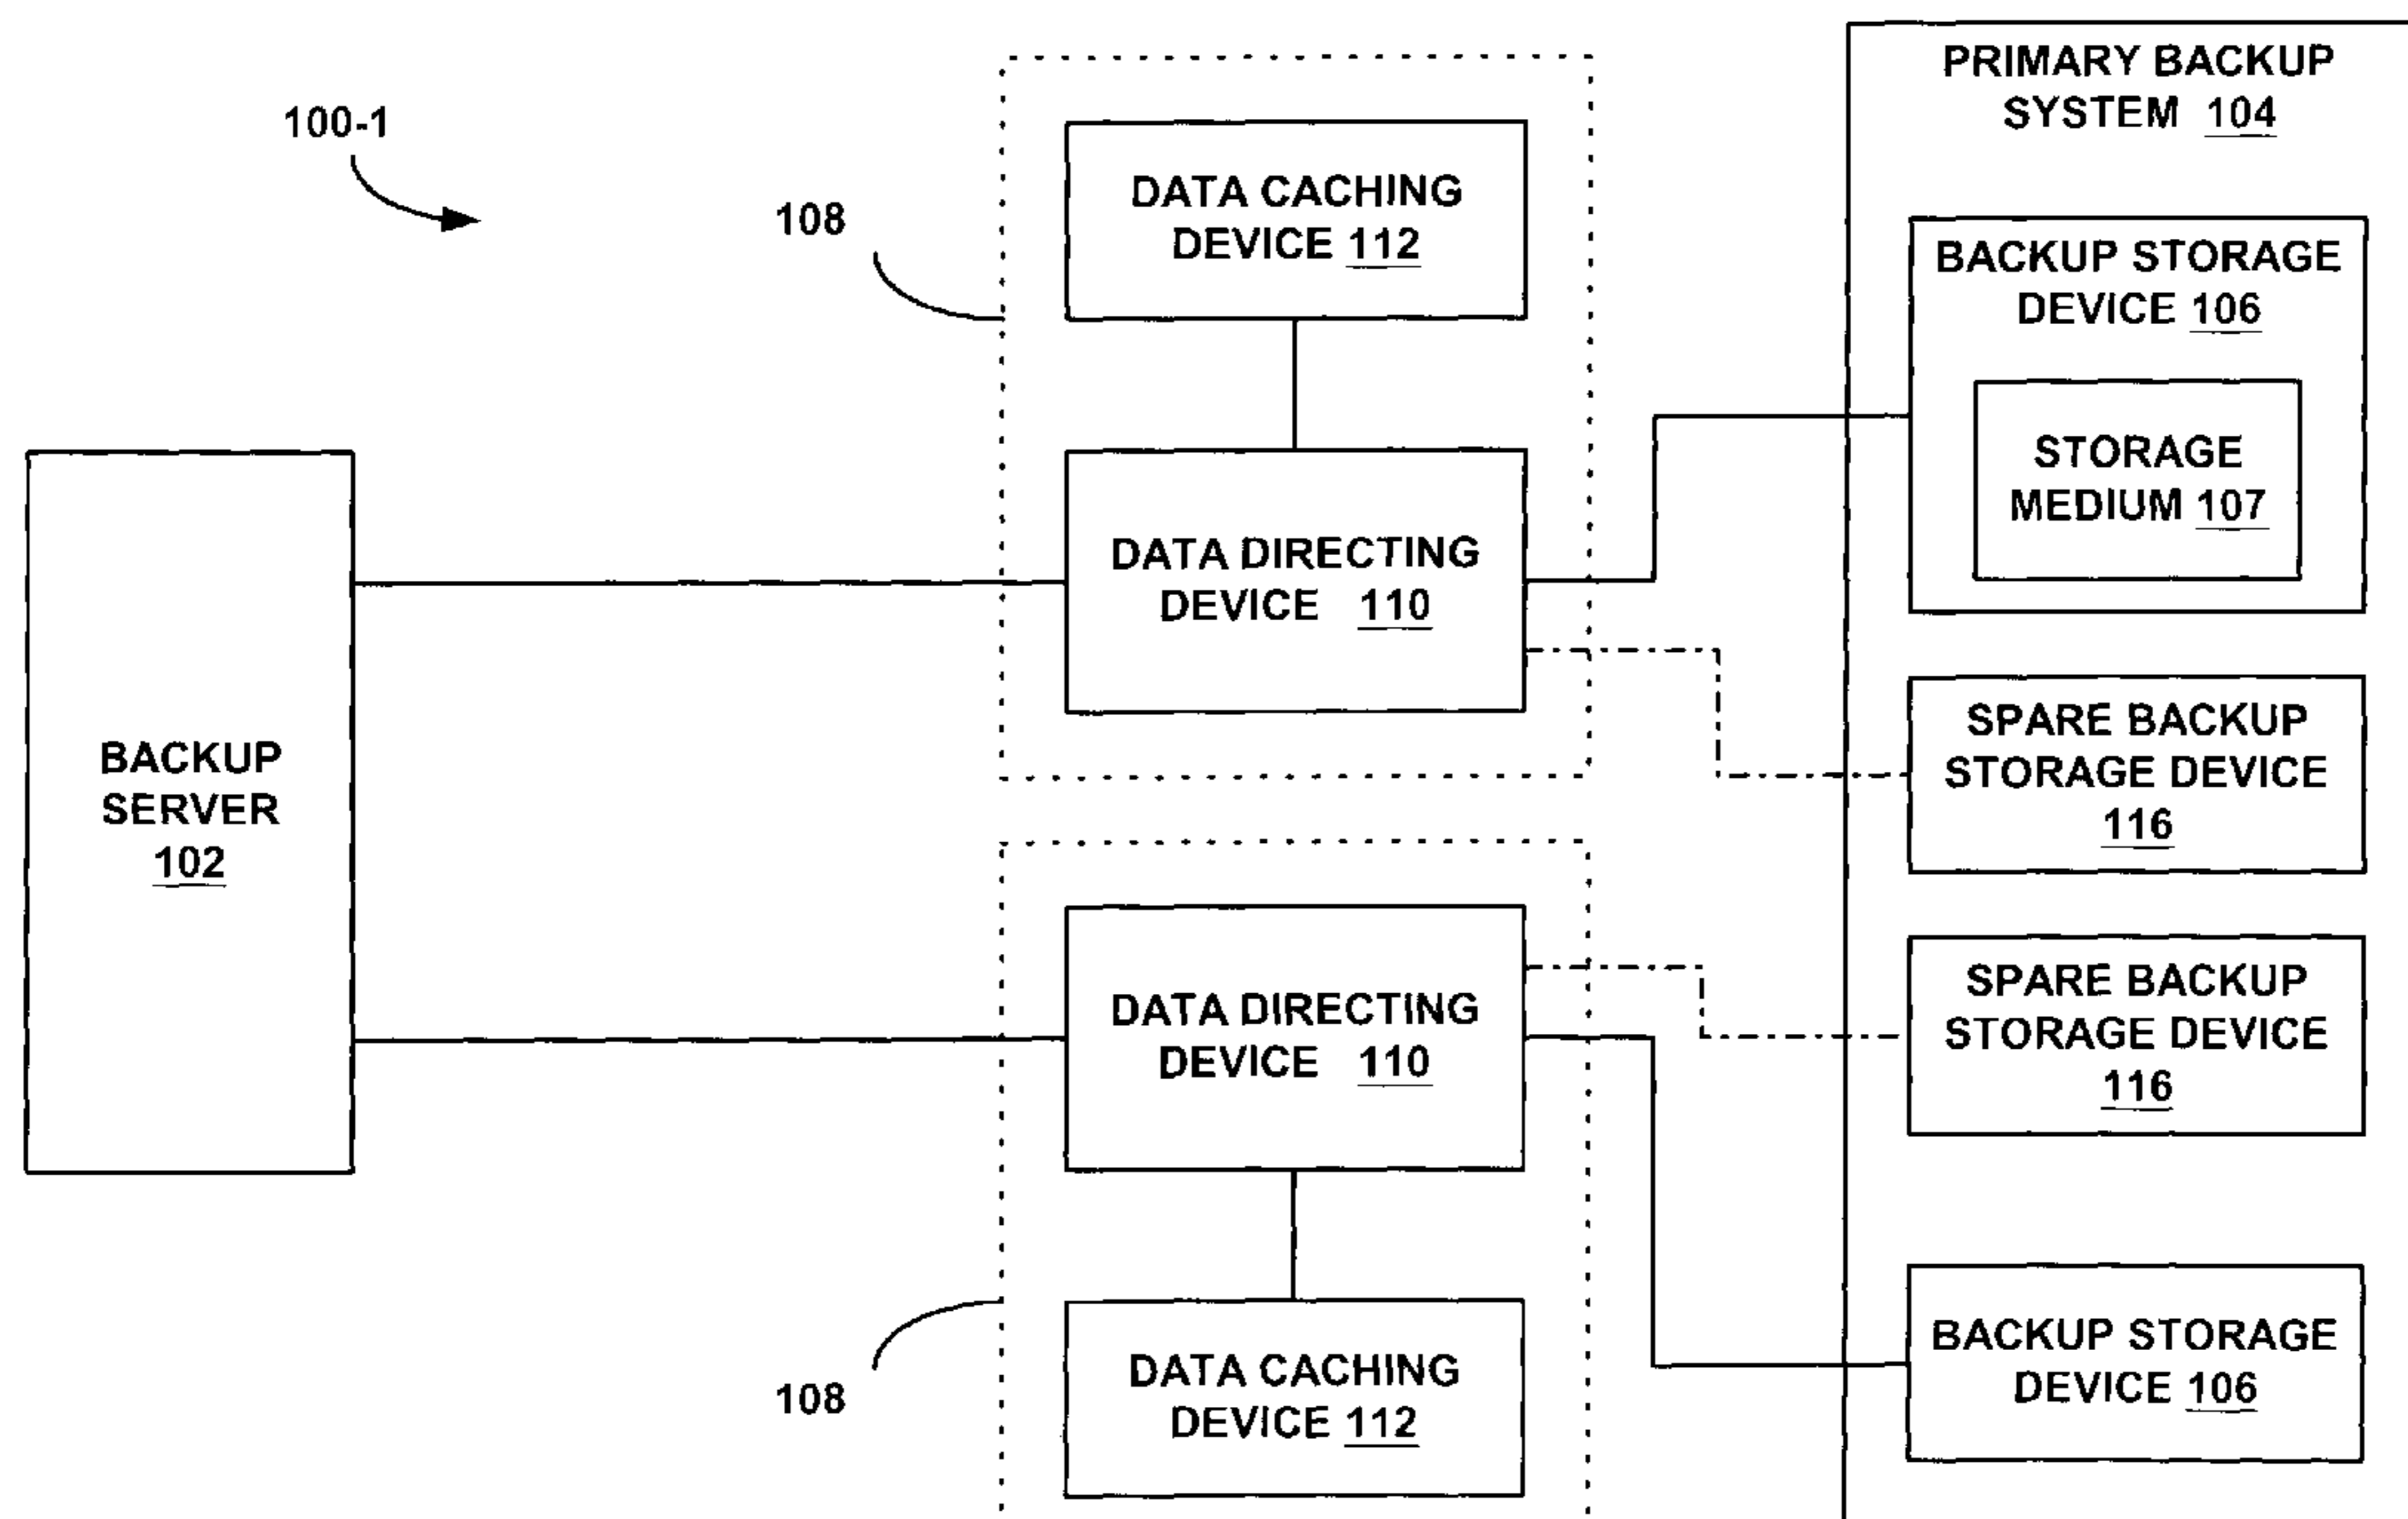 100-1
108
DATA CACHING
DEVICE 112
DATA DIRECTING
DEVICE 110
BACKUP
SERVER
102
DATA DIRECTING
DEVICE 110
108
DATA CACHING
DEVICE 112
PRIMARY BACKUP
SYSTEM 104
BACKUP STORAGE
DEVICE 106
STORAGE
MEDIUM 107
SPARE BACKUP
STORAGE DEVICE
116
SPARE BACKUP
STORAGE DEVICE
116
BACKUP STORAGE
DEVICE 106